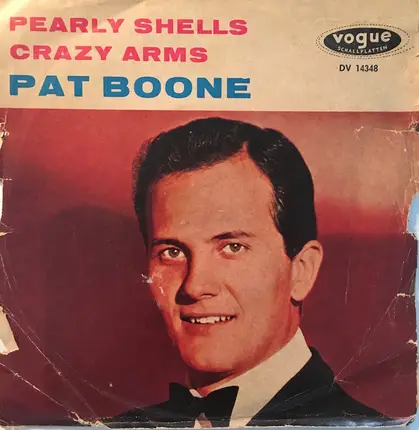 PEARLY SHELLS
CRAZY ARMS
PAT BOONE
vogue
SCHALLPLATTEN
DV 14348